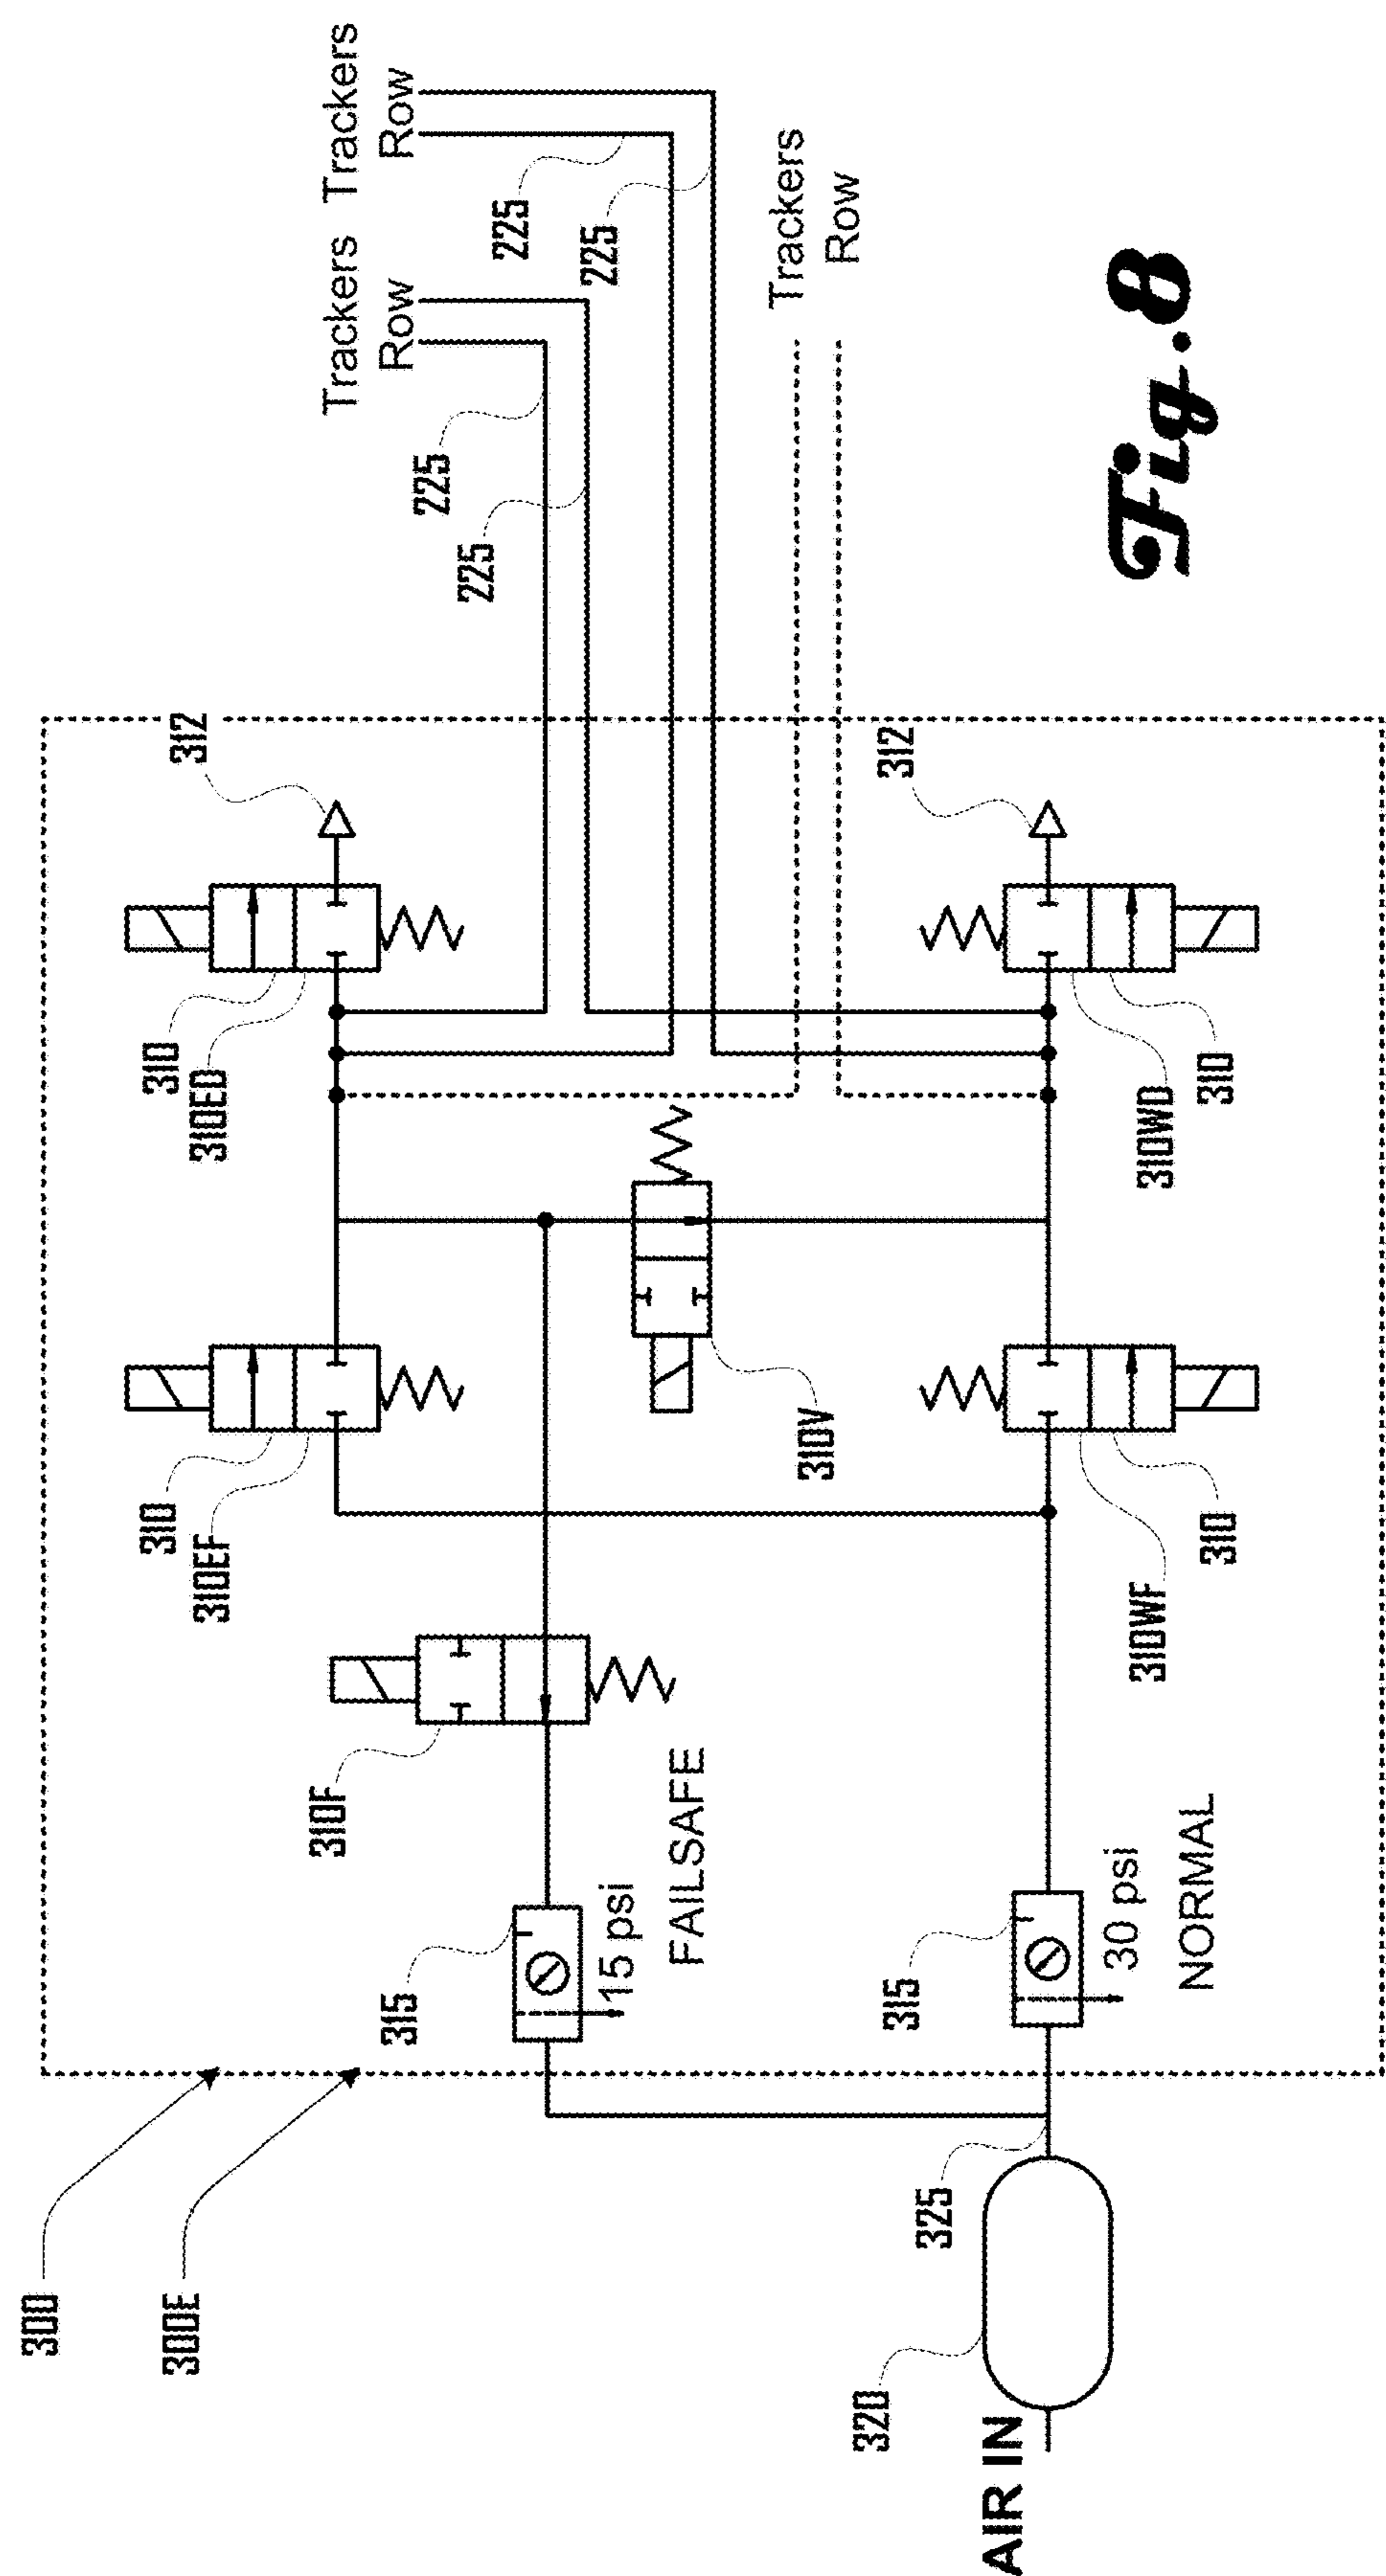 300
300E
310
310ED
312
310
310EF
310F
315
15 psi
FAILSAFE
310V
Trackers
Row
Trackers
Row
225
225
225
225
Trackers
Row
312
310WD
310
310WF
310
315
30 psi
NORMAL
325
320
AIR IN
Fig. 8